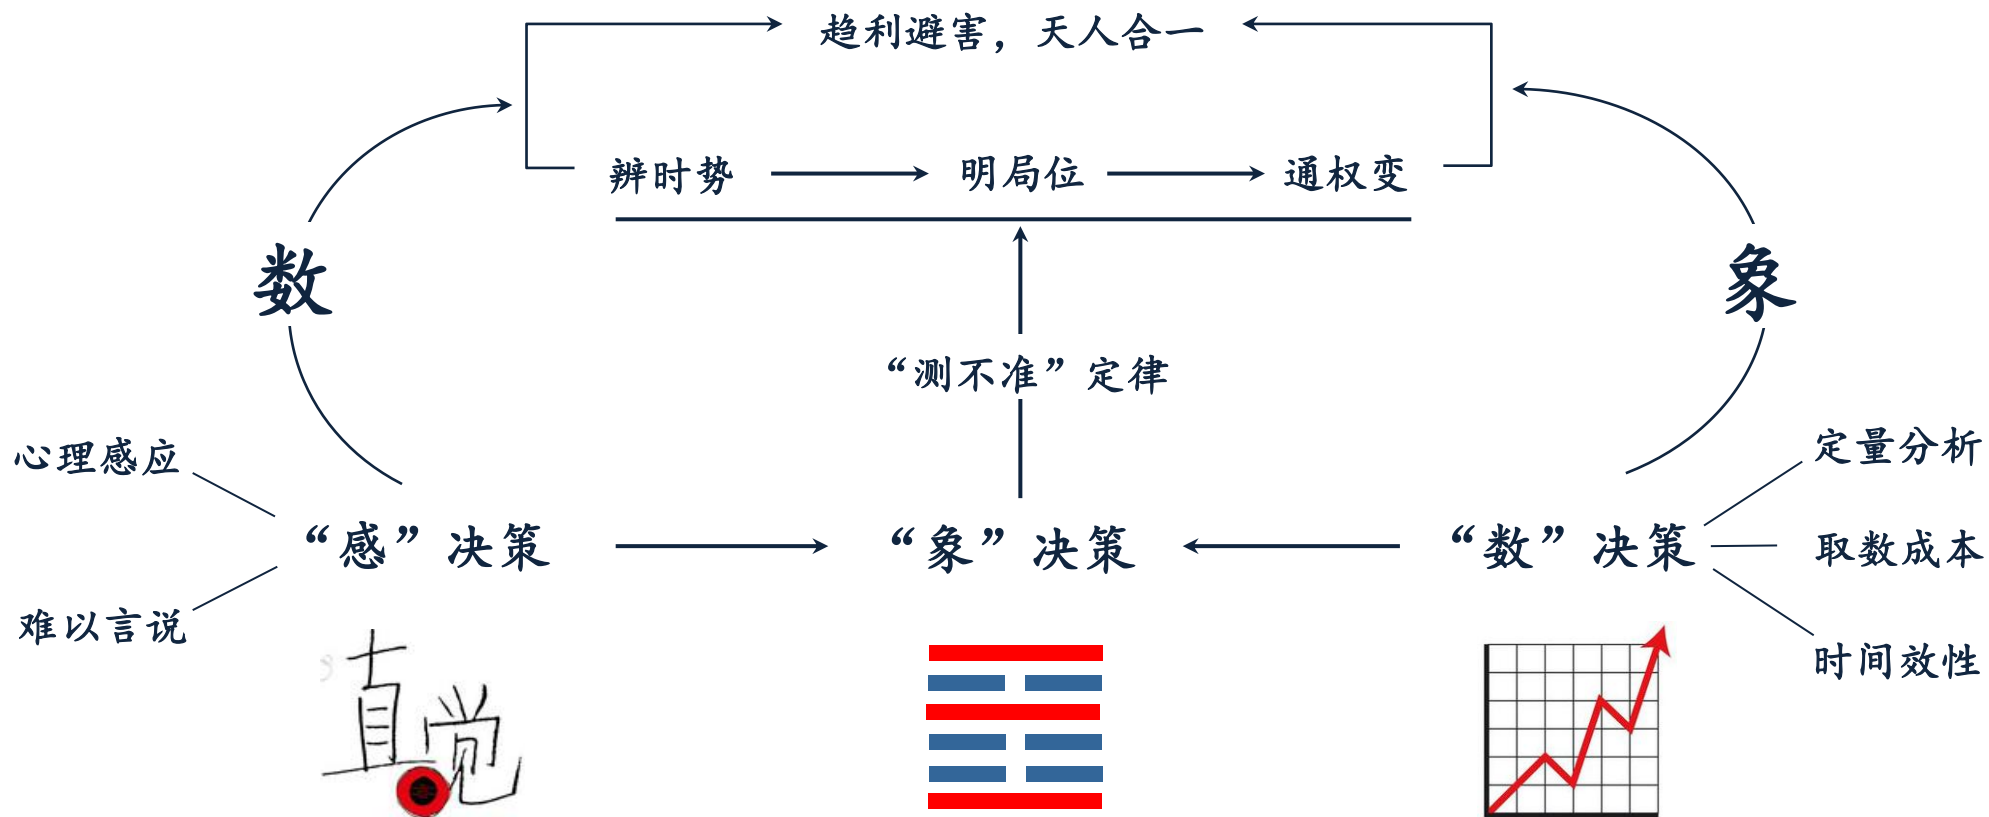 趋利避害，天人合一
辨时势
明局位
通权变
数
象
“测不准”定律
心理感应
定量分析
“感”决策
“象”决策
“数”决策
取数成本
难以言说
时间效性
直觉